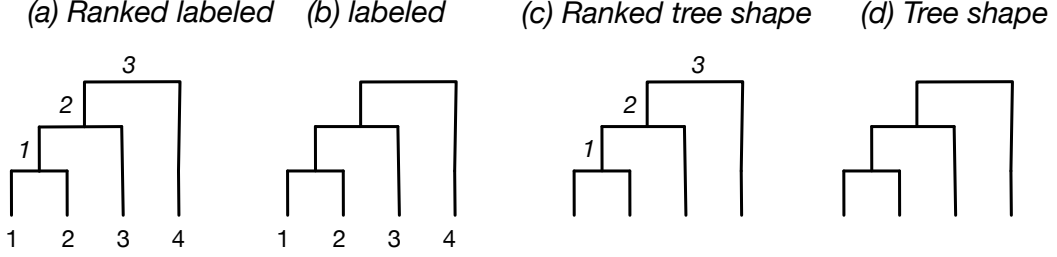 (a) Ranked labeled
(b) labeled
(c) Ranked tree shape
(d) Tree shape
3
2
1
1 2 3 4
1 2 3 4
3
2
1